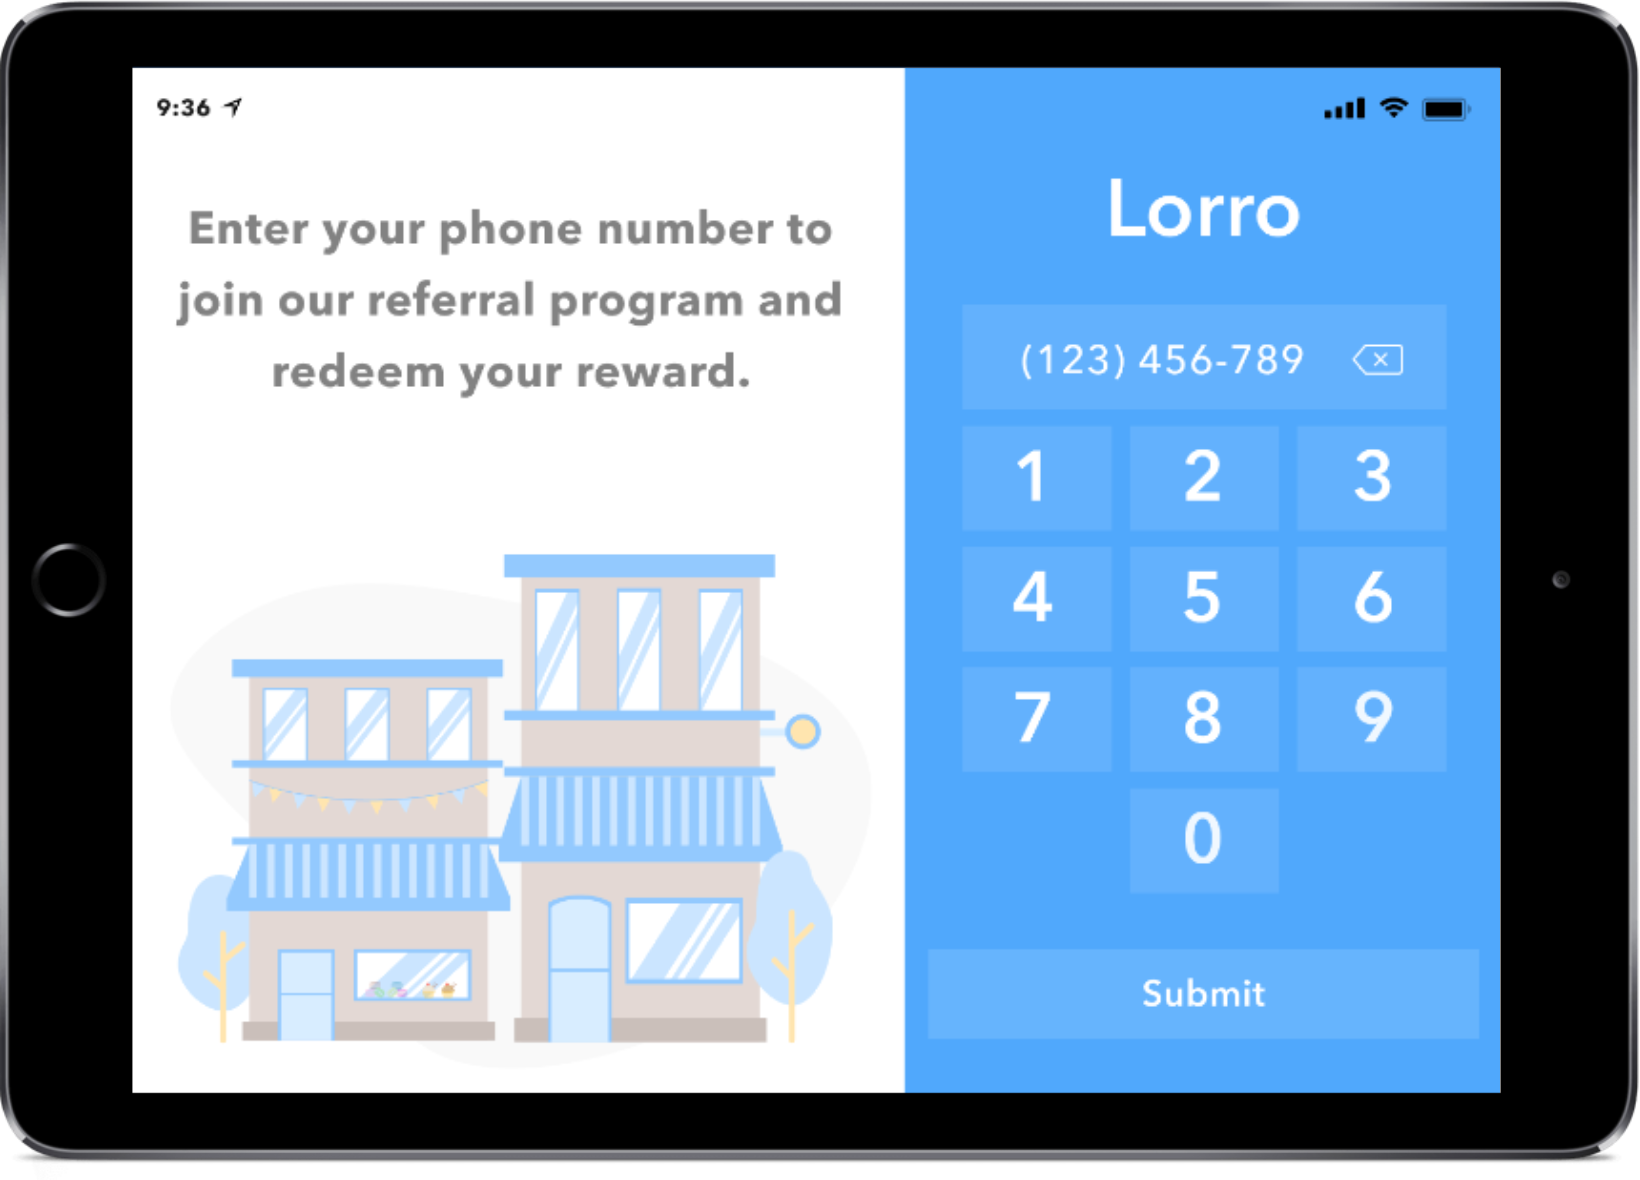 9:36
Enter your phone number to
join our referral program and
redeem your reward.
Lorro
(123) 456-789
1 2 3
4 5 6
7 8 9
0
Submit